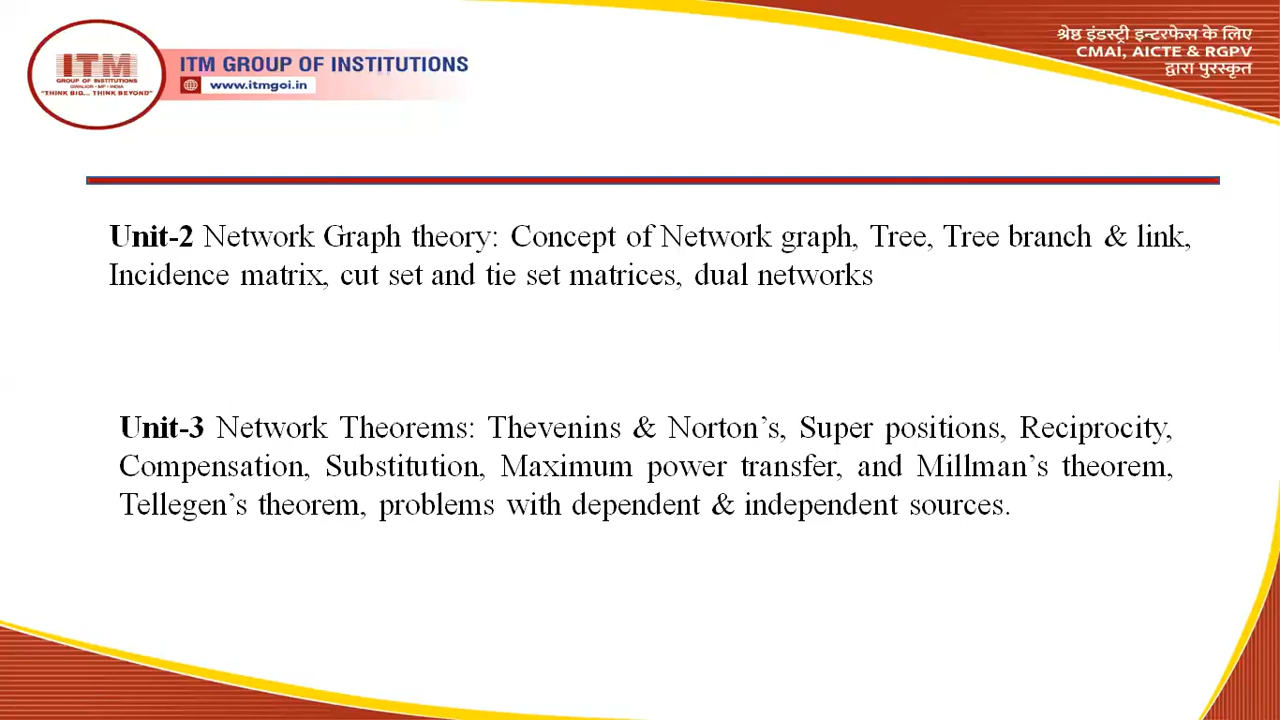 ITM
GROUP OF INSTITUTIONS
GWALIOR - MP - INDIA
"THINK BIG... THINK BEYOND"
ITM GROUP OF INSTITUTIONS
www.itmgoi.in
श्रेष्ठ इंडस्ट्री इन्टरफेस के लिए
CMAI, AICTE & RGPV
द्वारा पुरस्कृत
Unit-2 Network Graph theory: Concept of Network graph, Tree, Tree branch & link,
Incidence matrix, cut set and tie set matrices, dual networks
Unit-3 Network Theorems: Thevenins & Norton’s, Super positions, Reciprocity,
Compensation, Substitution, Maximum power transfer, and Millman’s theorem,
Tellegen’s theorem, problems with dependent & independent sources.